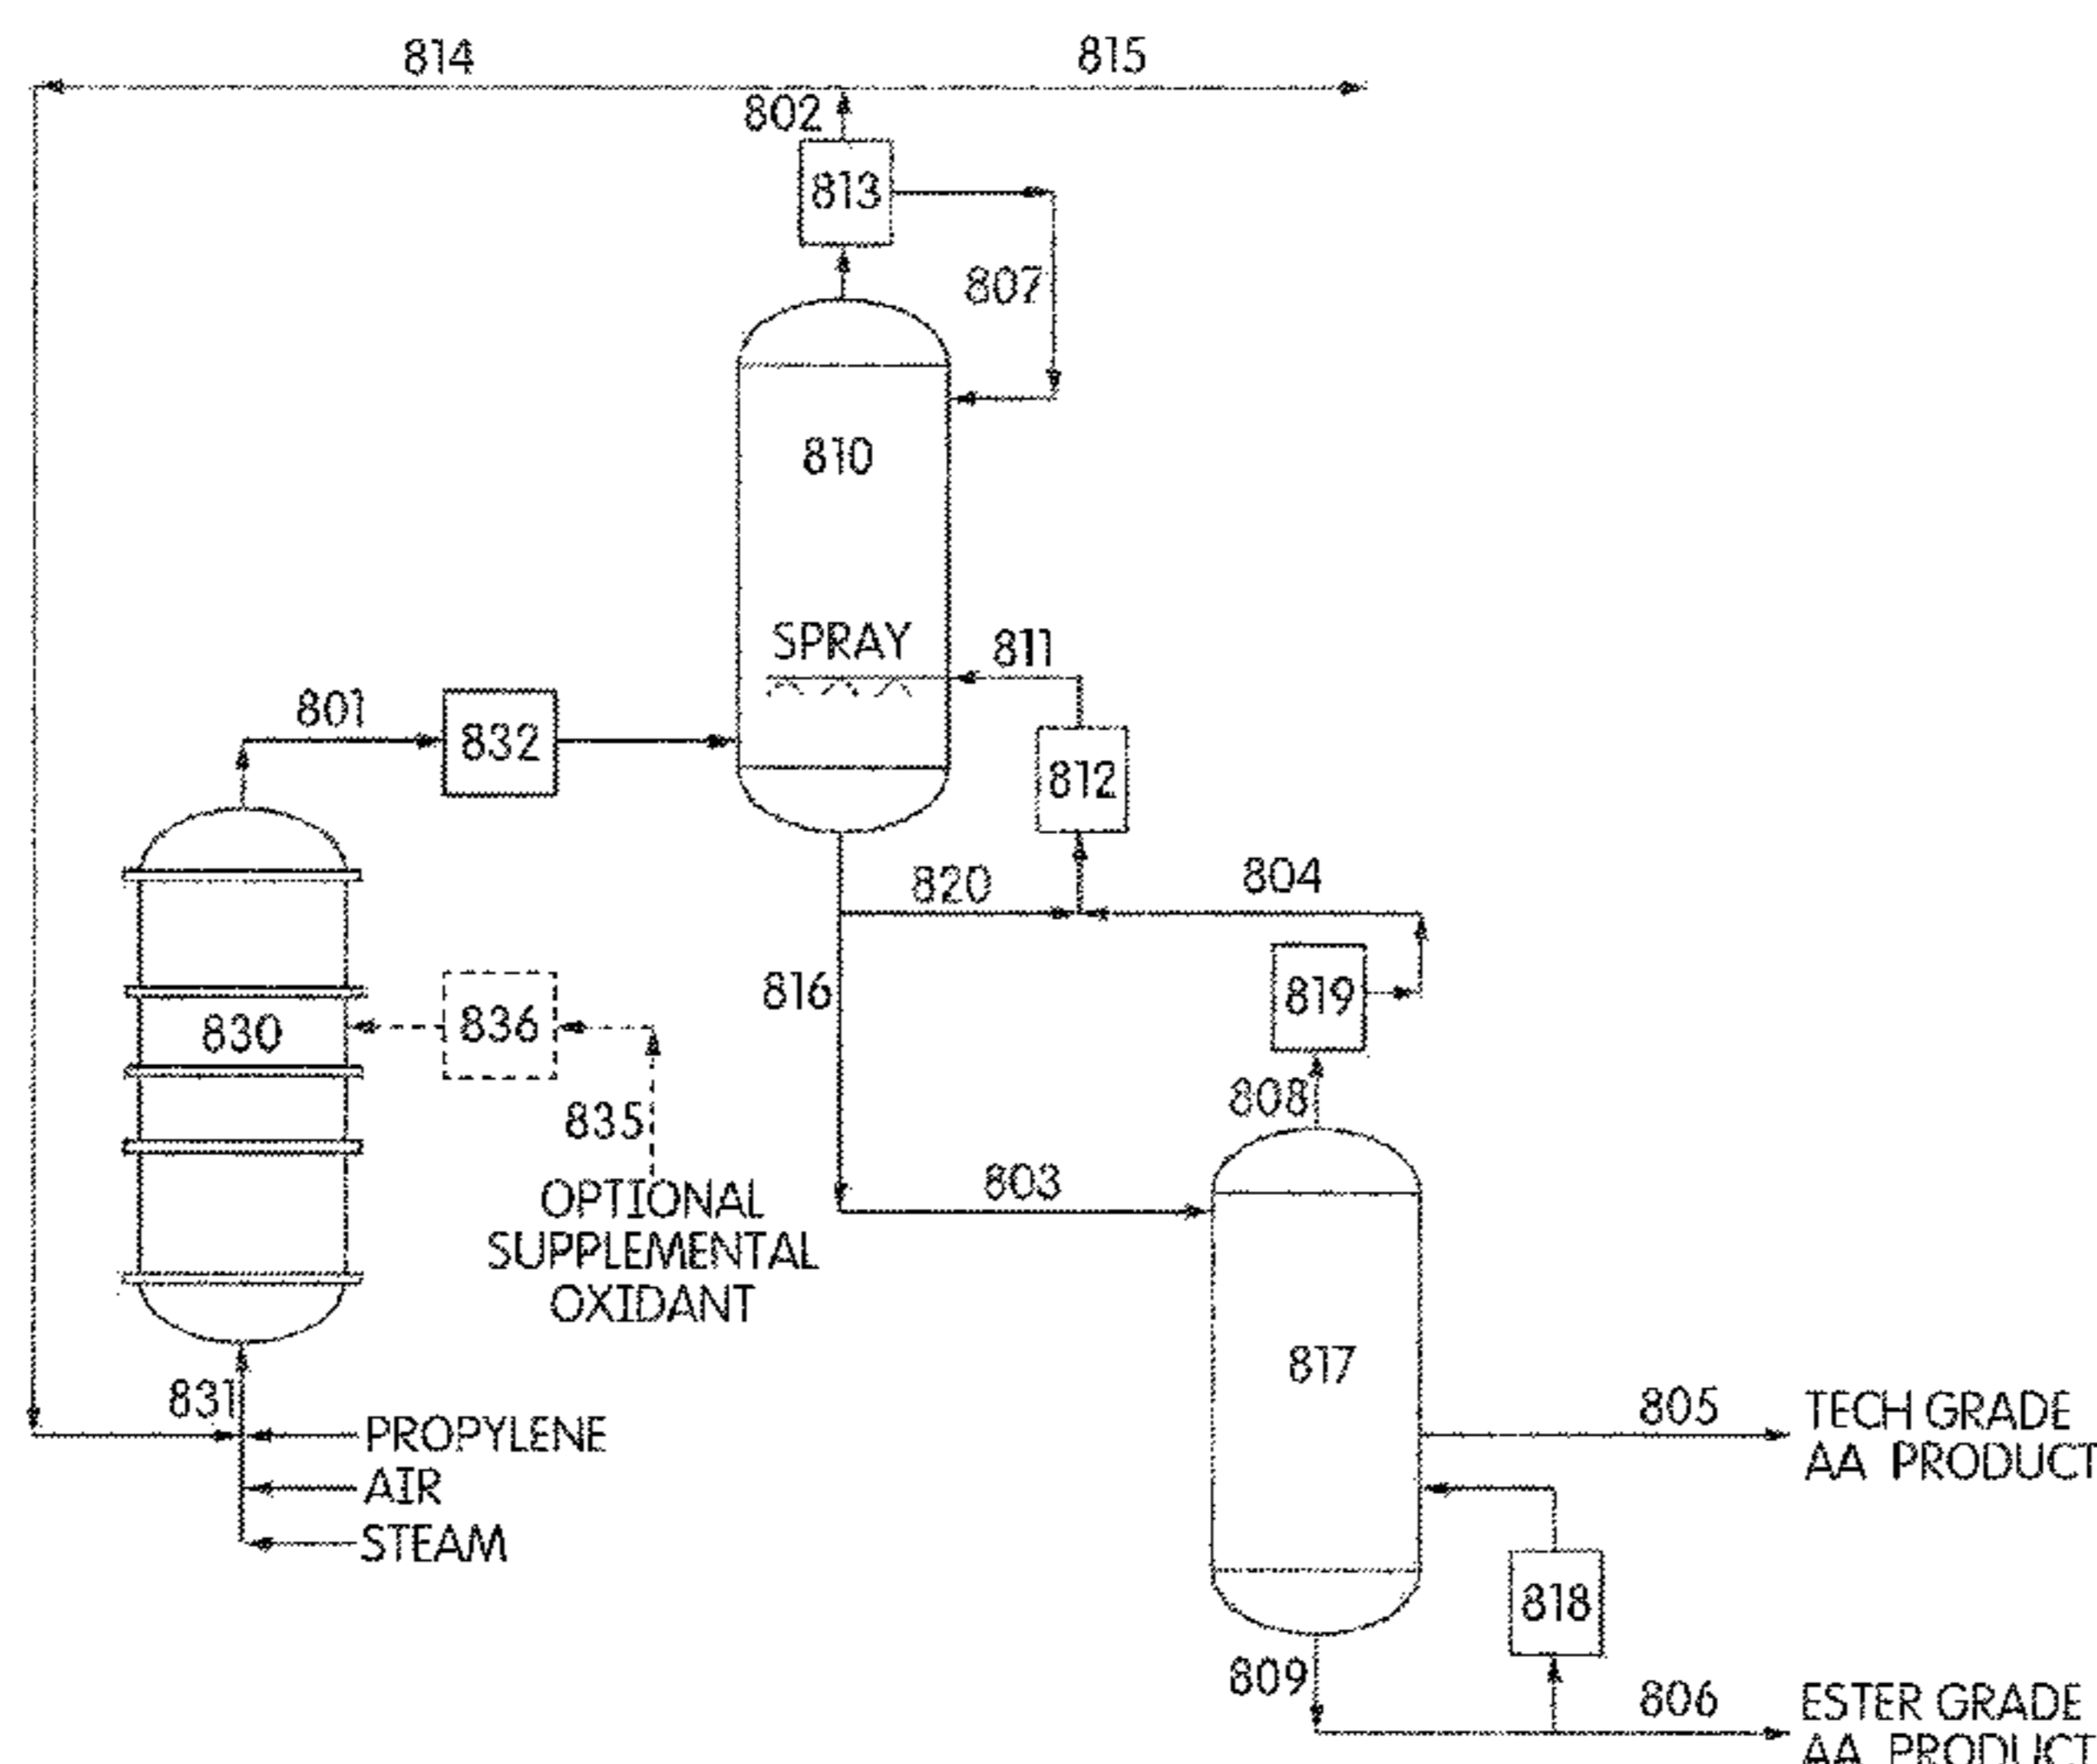 814
815
802
813
807
810
SPRAY
811
801
832
812
820
804
816
819
830
836
808
835
OPTIONAL
SUPPLEMENTAL
OXIDANT
803
817
831
PROPYLENE
AIR
STEAM
805
TECH GRADE
AA PRODUCT
818
809
806
ESTER GRADE
AA PRODUCT